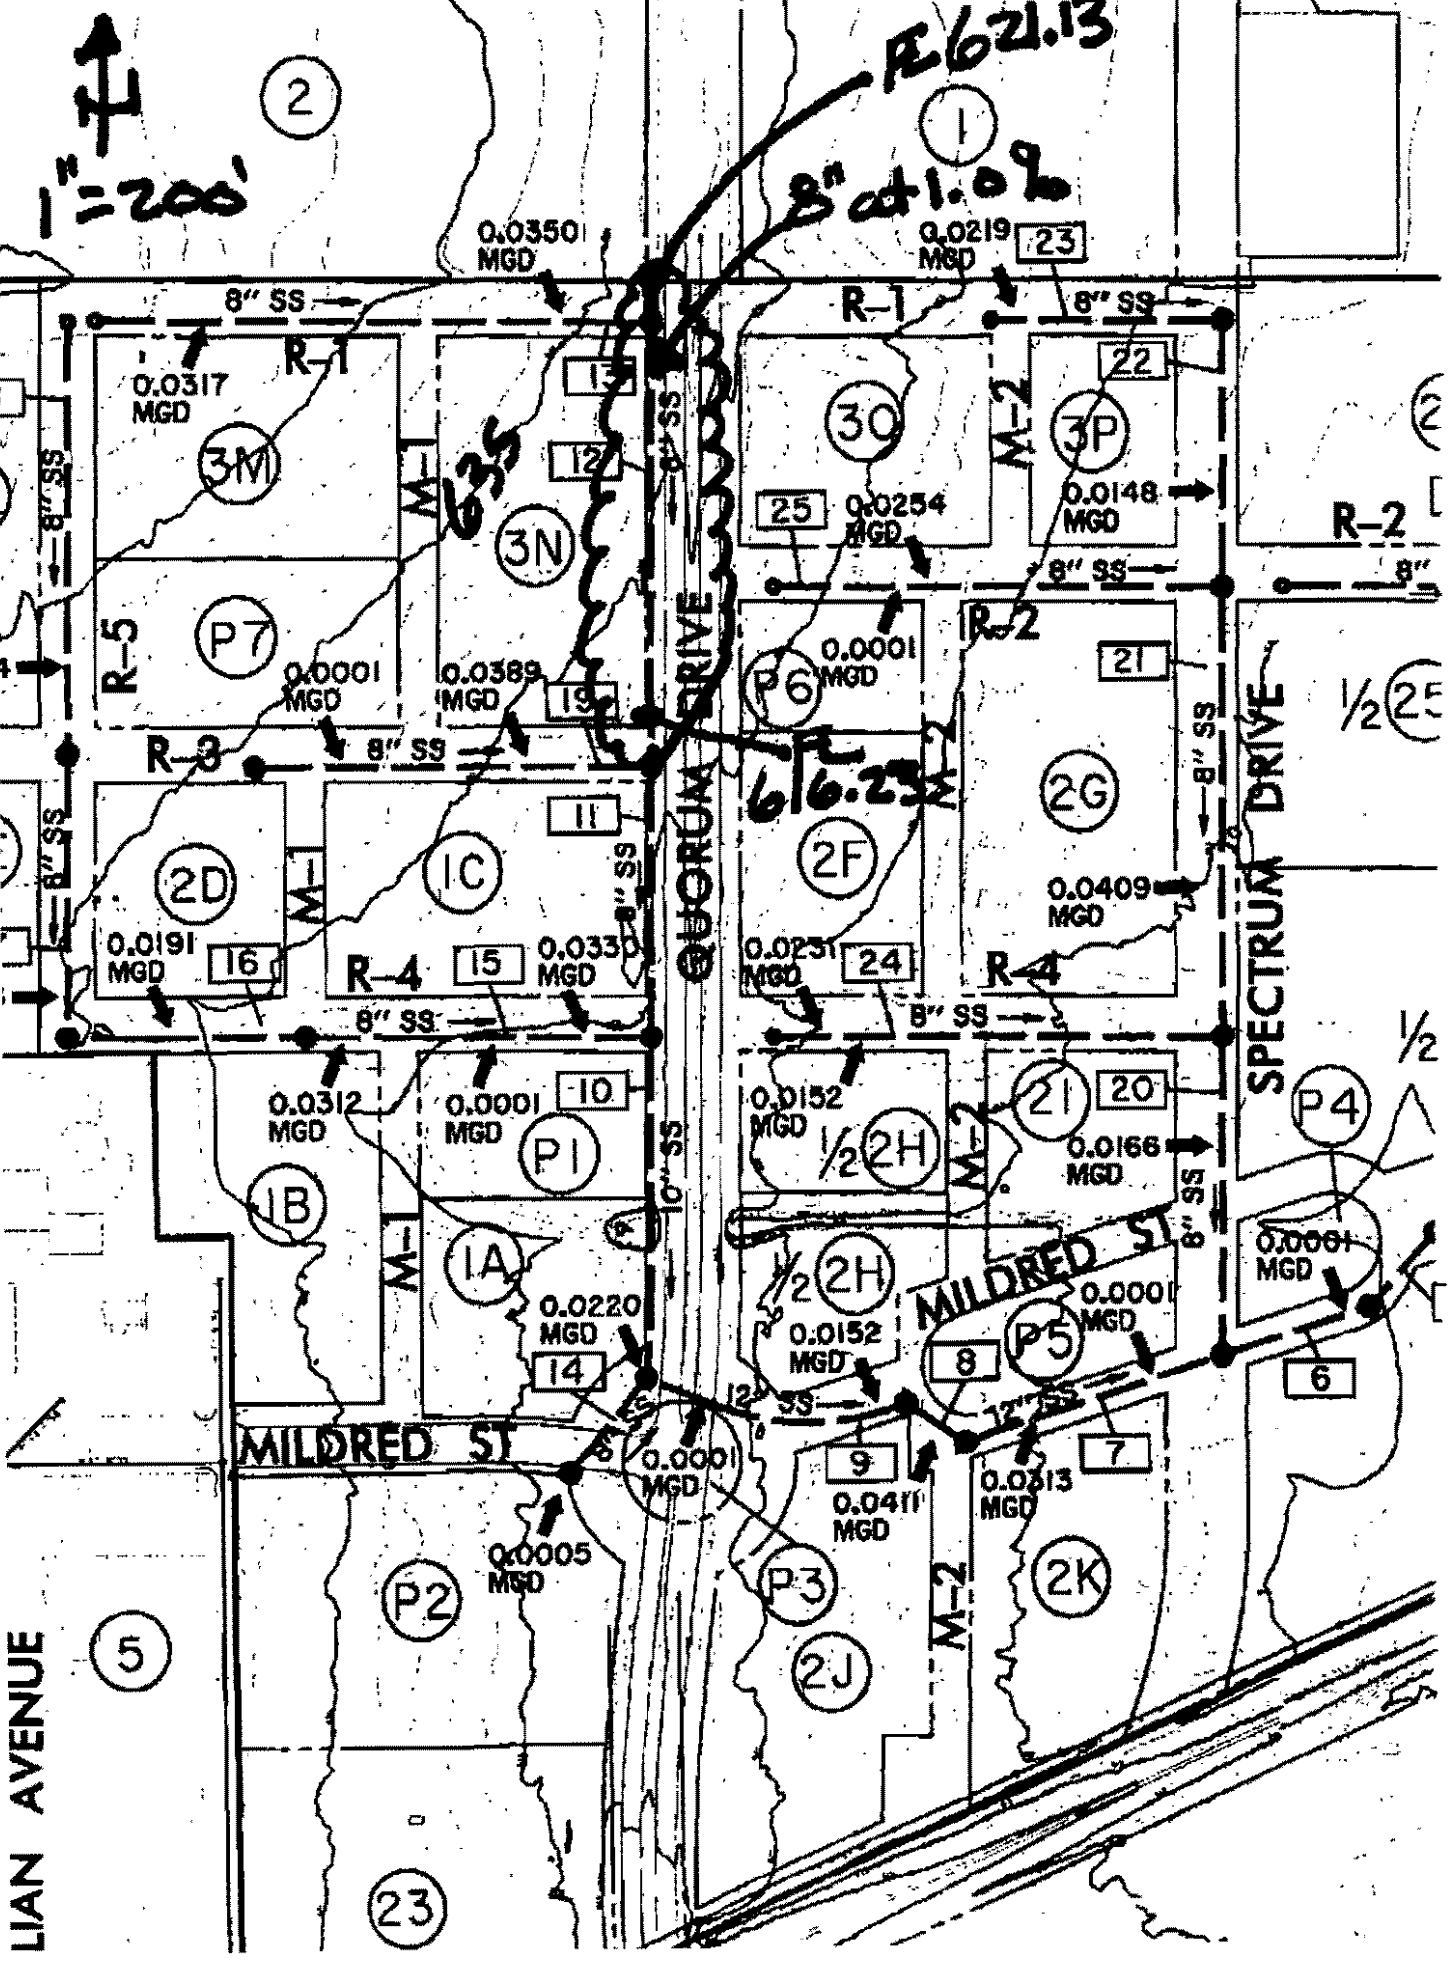 FL 621.13
2
1
1"=200'
8" at 1.0%
0.0350
MGD
0.0219
MGD
23
8" SS
R-1
8" SS
R-1
0.0317
MGD
13
22
3O
M-2
3P
3M
M-1
635
12
8" SS
8" SS
3N
25
0.0254
MGD
0.0148
MGD
R-2
8" SS
8"
R-5
P7
R-2
0.0001
MGD
21
0.0001
MGD
0.0389
MGD
19
P6
QUORUM DRIVE
R-3
8" SS
FL
616.23
M-2
2G
8" SS
SPECTRUM DRIVE
1/2
25
11
2D
M-1
1C
8" SS
8" SS
2F
0.0409
MGD
0.0191
MGD
16
R-4
15
0.0330
MGD
0.0231
MGD
24
R-4
8" SS
8" SS
1/2
0.0312
MGD
0.0001
MGD
10
0.0152
MGD
21
20
P4
P1
10" SS
1/2
2H
M-2
0.0166
MGD
1B
M-1
1A
8" SS
MILDRED ST
0.0001
MGD
1/2
2H
0.0220
MGD
0.0152
MGD
P5
0.0001
MGD
14
8
6
12"
SS
12" SS
MILDRED ST
8"
0.0001
MGD
9
7
0.0411
MGD
0.0313
MGD
0.0005
MGD
P2
P3
M-2
2K
5
2J
LIAN AVENUE
23